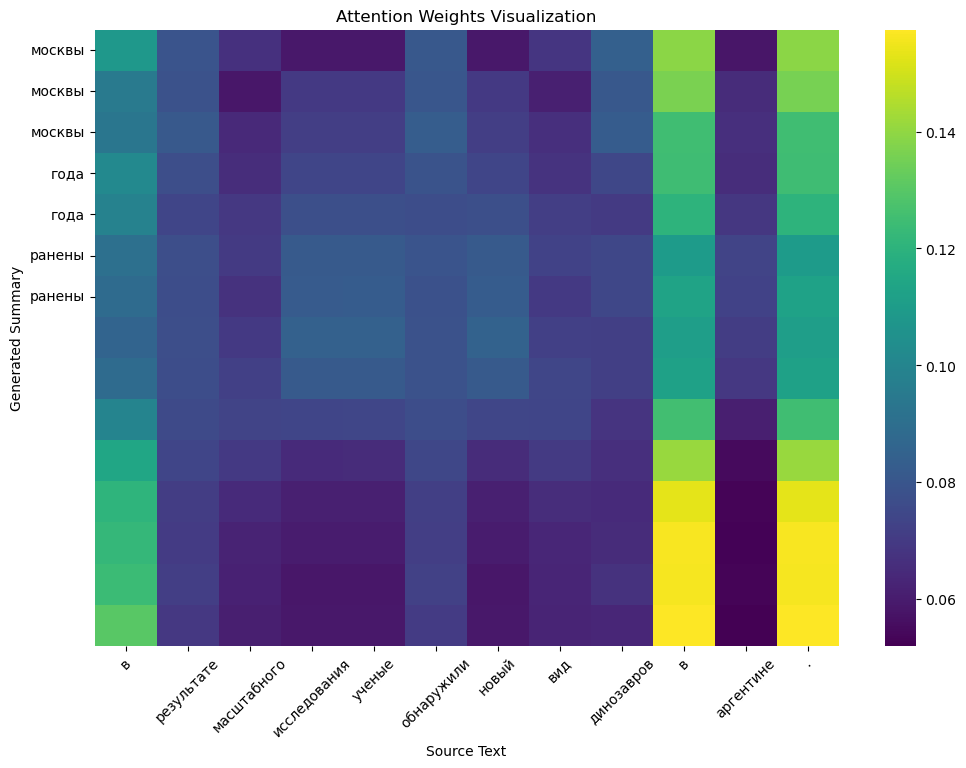 Attention Weights Visualization
москвы
москвы
москвы
года
года
ранены
ранены
Generated Summary
0.14
0.12
0.10
0.08
0.06
в
результате
масштабного
исследования
ученые
обнаружили
новый
вид
динозавров
в
аргентине
.
Source Text